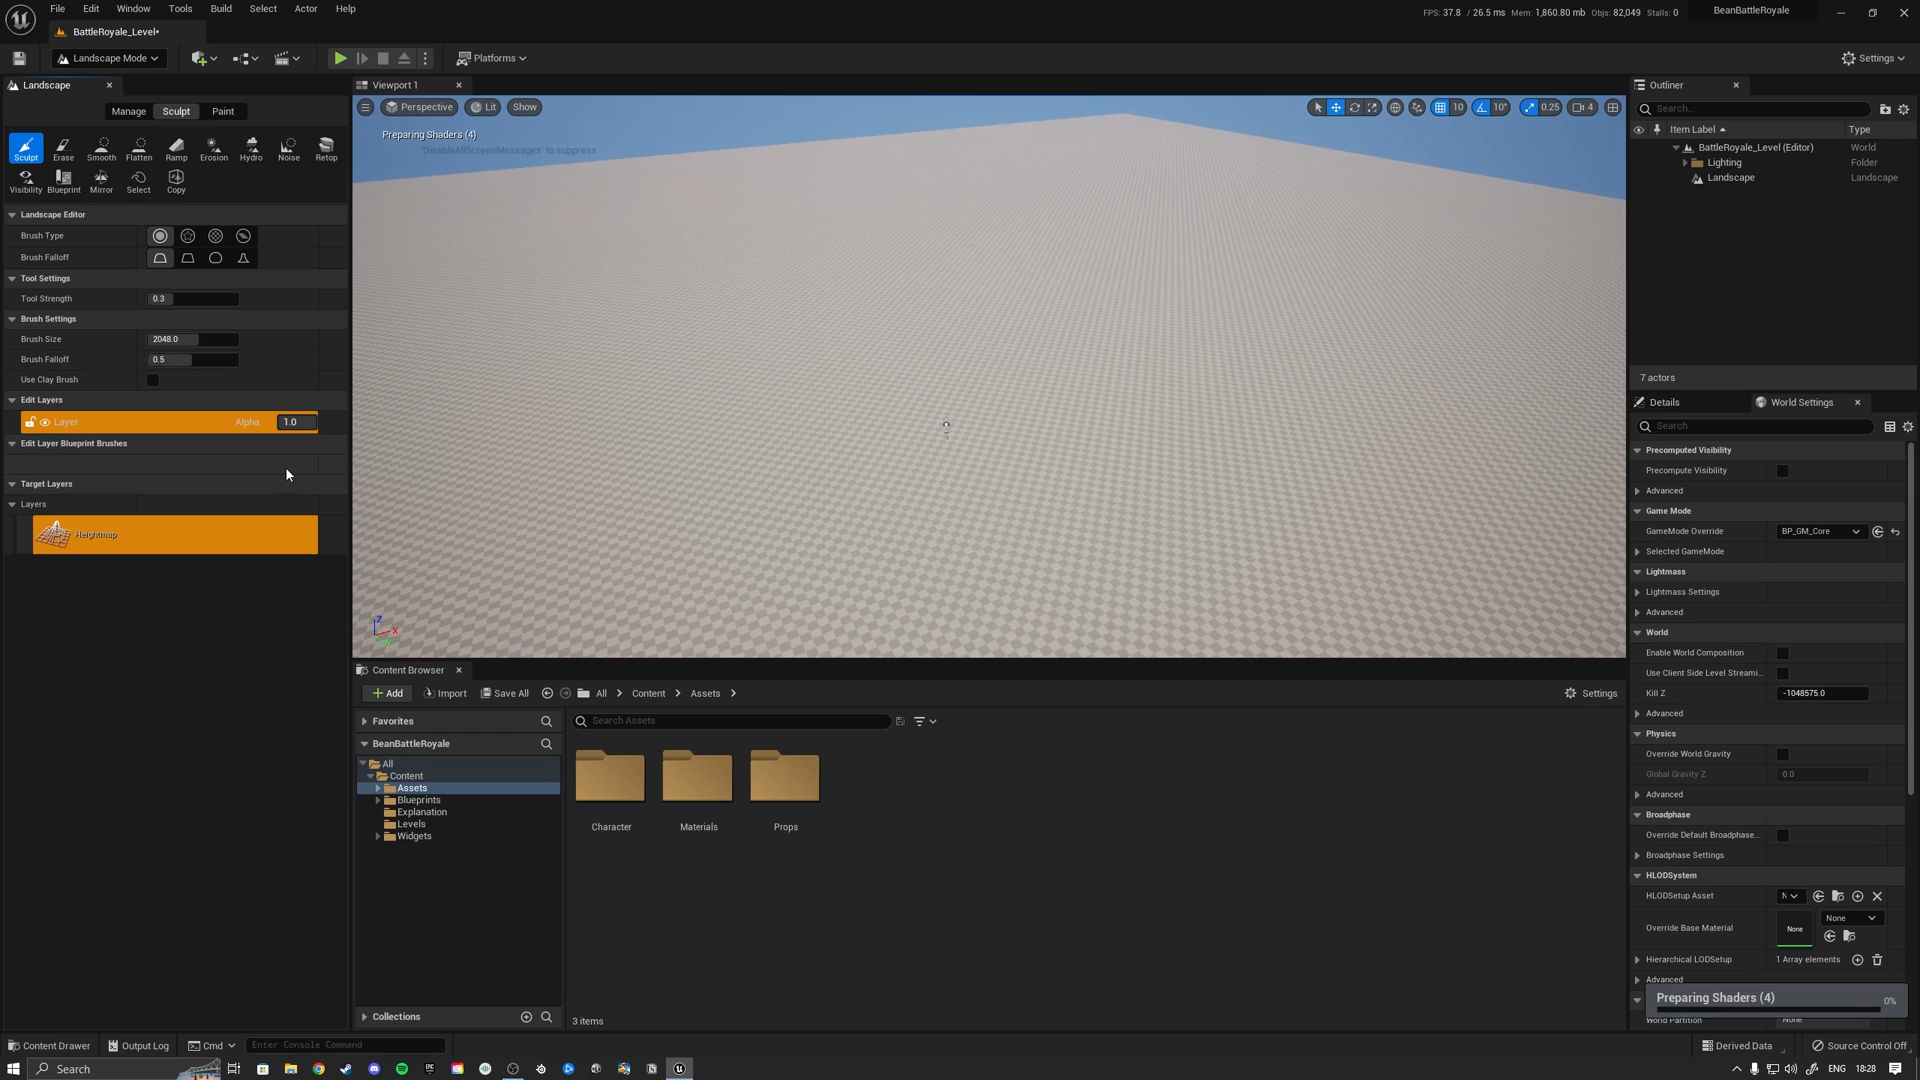 File Edit Window Tools Build Select Actor Help
FPS: 37.8 / 26.5 ms Mem: 1,860.80 mb Objs: 82,049 Stalls: 0
BeanBattleRoyale
BattleRoyale_Level•
Landscape Mode
Platforms
Settings
Landscape
Manage Sculpt Paint
Sculpt Erase Smooth Flatten Ramp Erosion Hydro Noise Retop
Visibility Blueprint Mirror Select Copy
Landscape Editor
Brush Type
Brush Falloff
Tool Settings
Tool Strength 0.3
Brush Settings
Brush Size 2048.0
Brush Falloff 0.5
Use Clay Brush
Edit Layers
Layer Alpha 1.0
Edit Layer Blueprint Brushes
Target Layers
Layers
Heightmap
Viewport 1
Perspective Lit Show
10 10° 0.25 4
Preparing Shaders (4)
'DisableAllScreenMessages' to suppress
Z
X
Content Browser
Add Import Save All All Content Assets Settings
Favorites
BeanBattleRoyale
All
Content
Assets
Blueprints
Explanation
Levels
Widgets
Collections
Search Assets
Character Materials Props
3 items
Outliner
Search...
Item Label Type
BattleRoyale_Level (Editor) World
Lighting Folder
Landscape Landscape
7 actors
Details World Settings
Search
Precomputed Visibility
Precompute Visibility
Advanced
Game Mode
GameMode Override BP_GM_Core
Selected GameMode
Lightmass
Lightmass Settings
Advanced
World
Enable World Composition
Use Client Side Level Streami...
Kill Z -1048575.0
Advanced
Physics
Override World Gravity
Global Gravity Z 0.0
Advanced
Broadphase
Override Default Broadphase...
Broadphase Settings
HLODSystem
HLODSetup Asset N
Override Base Material None None
Hierarchical LODSetup 1 Array elements
Advanced
Preparing Shaders (4) 0%
World Partition None
Content Drawer Output Log Cmd Enter Console Command
Derived Data Source Control Off
Search
ENG 18:28